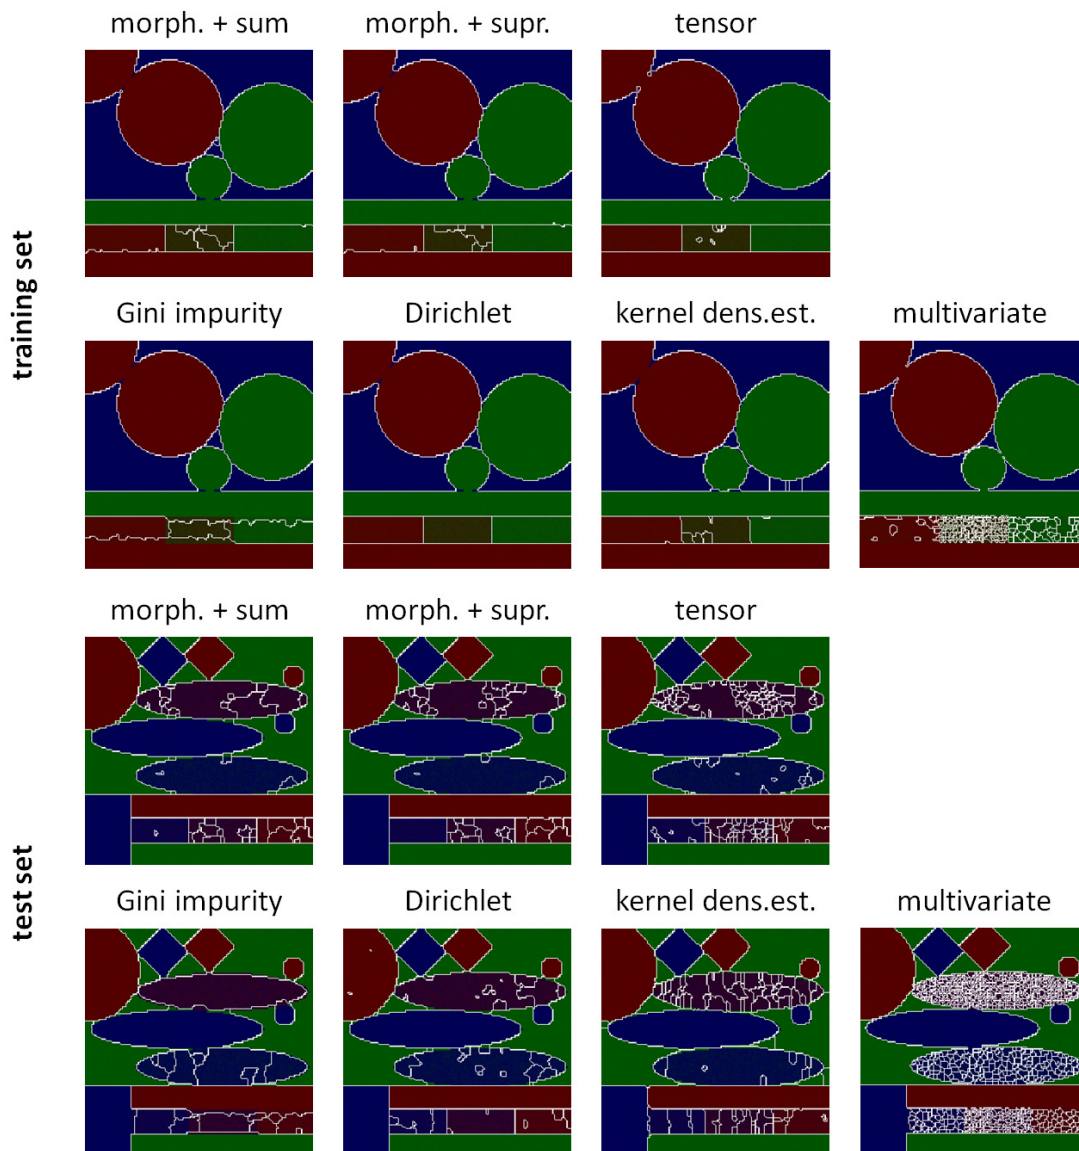 morph. + sum
morph. + supr.
tensor
training set
Gini impurity
Dirichlet
kernel dens.est.
multivariate
morph. + sum
morph. + supr.
tensor
test set
Gini impurity
Dirichlet
kernel dens.est.
multivariate